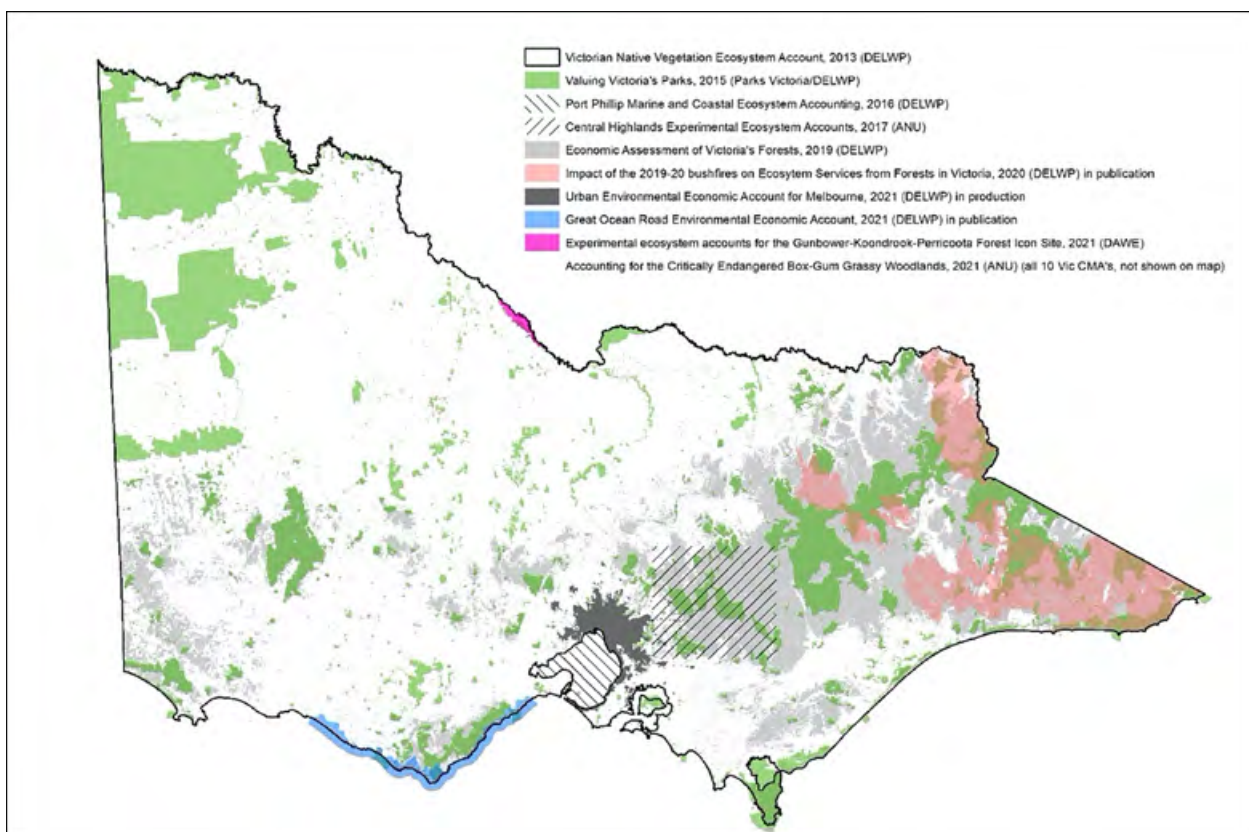 Victorian Native Vegetation Ecosystem Account, 2013 (DELWP)
Valuing Victoria's Parks, 2015 (Parks Victoria/DELWP)
Port Phillip Marine and Coastal Ecosystem Accounting, 2016 (DELWP)
Central Highlands Experimental Ecosystem Accounts, 2017 (ANU)
Economic Assessment of Victoria's Forests, 2019 (DELWP)
Impact of the 2019-20 bushfires on Ecosytem Services from Forests in Victoria, 2020 (DELWP) in publication
Urban Environmental Economic Account for Melbourne, 2021 (DELWP) in production
Great Ocean Road Environmental Economic Account, 2021 (DELWP) in publication
Experimental ecosystem accounts for the Gunbower-Koondrook-Perricoota Forest Icon Site, 2021 (DAWE)
Accounting for the Critically Endangered Box-Gum Grassy Woodlands, 2021 (ANU) (all 10 Vic CMA's, not shown on map)